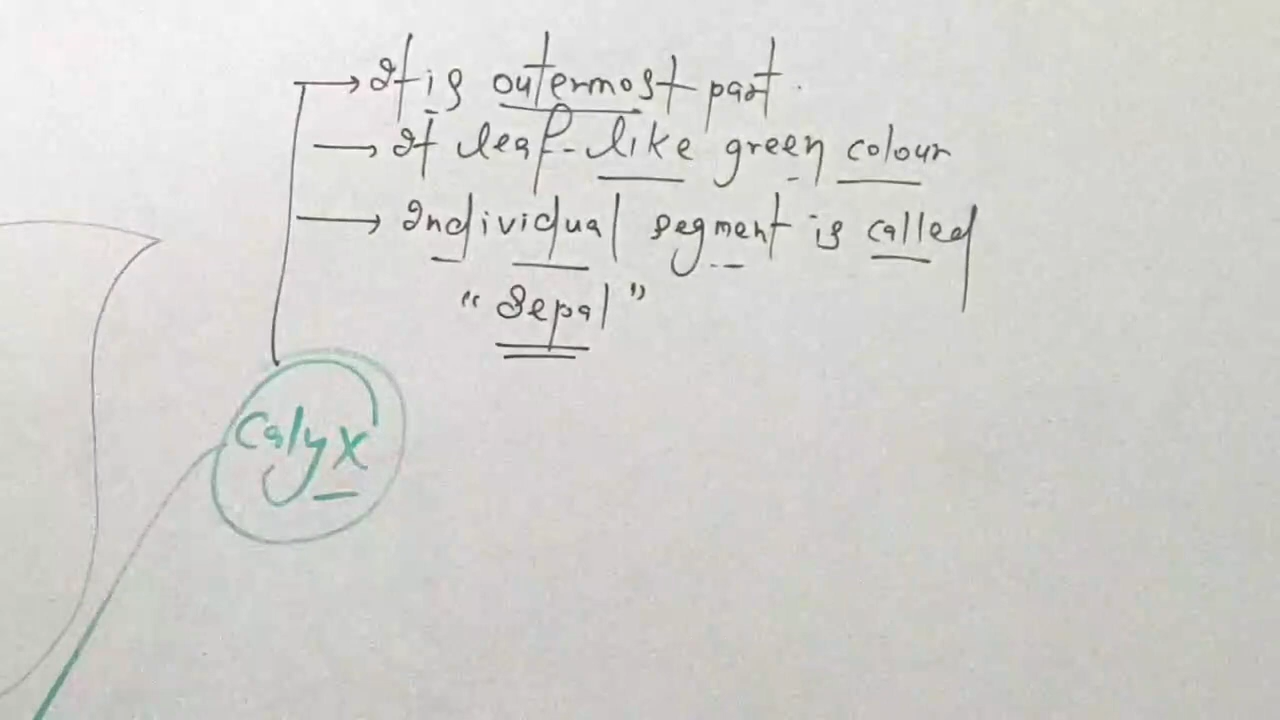 → It is outermost part.
→ It leaf-like green colour
→ Individual segment is called
"Sepal"
Calyx